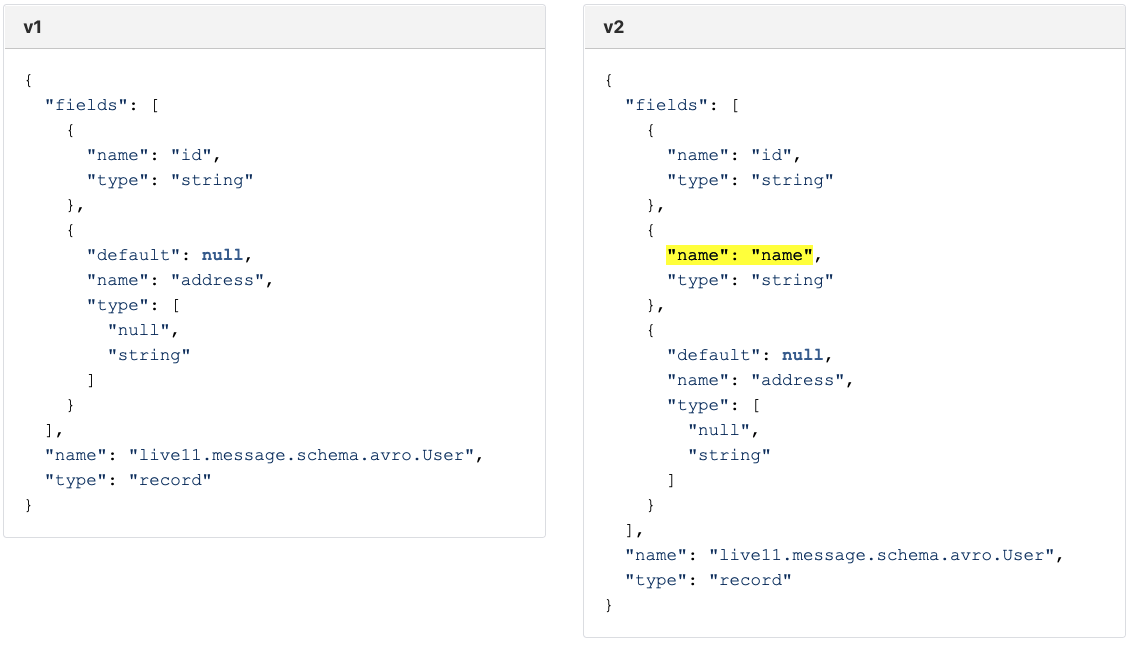 v1
{
  "fields": [
    {
      "name": "id",
      "type": "string"
    },
    {
      "default": null,
      "name": "address",
      "type": [
        "null",
        "string"
      ]
    }
  ],
  "name": "live11.message.schema.avro.User",
  "type": "record"
}
v2
{
  "fields": [
    {
      "name": "id",
      "type": "string"
    },
    {
      "name": "name",
      "type": "string"
    },
    {
      "default": null,
      "name": "address",
      "type": [
        "null",
        "string"
      ]
    }
  ],
  "name": "live11.message.schema.avro.User",
  "type": "record"
}